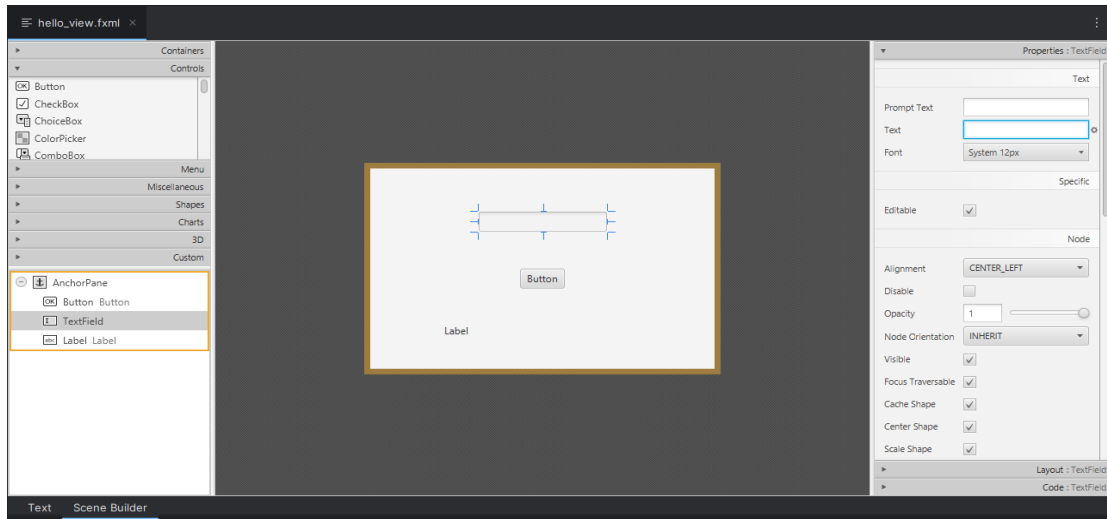 hello_view.fxml
Containers
Controls
OK Button
CheckBox
ChoiceBox
ColorPicker
ComboBox
Menu
Miscellaneous
Shapes
Charts
3D
Custom
AnchorPane
OK Button Button
TextField
abc Label Label
Button
Label
Properties : TextField
Text
Prompt Text
Text
Font System 12px
Specific
Editable
Node
Alignment CENTER_LEFT
Disable
Opacity 1
Node Orientation INHERIT
Visible
Focus Traversable
Cache Shape
Center Shape
Scale Shape
Layout : TextField
Code : TextField
Text Scene Builder